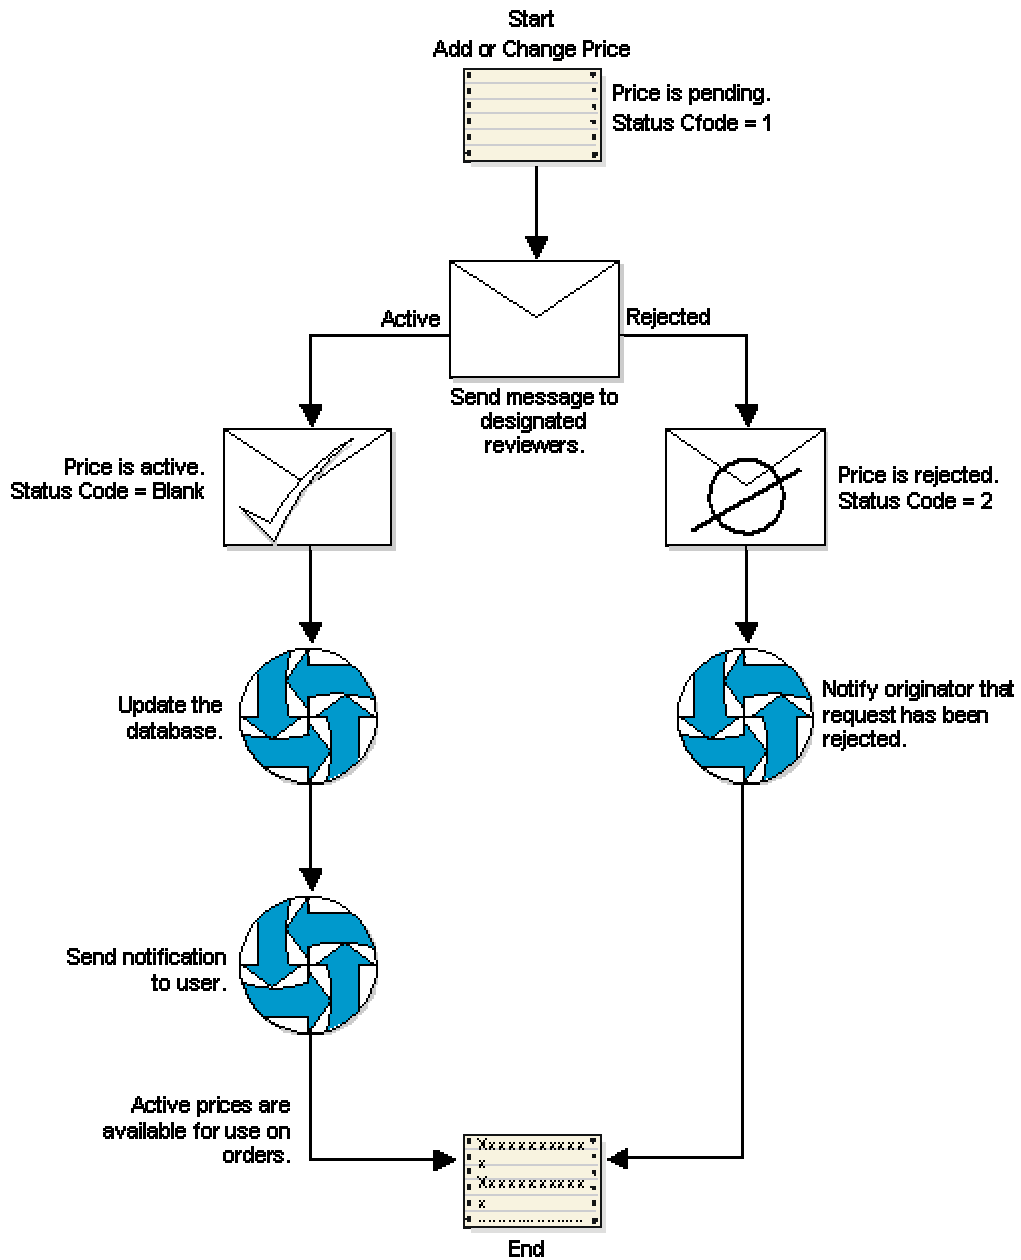 Start
Add or Change Price
Price is pending.
Status Cfode = 1
Active
Rejected
Send message to
designated
reviewers.
Price is active.
Status Code = Blank
Price is rejected.
Status Code = 2
Update the
database.
Notify originator that
request has been
rejected.
Send notification
to user.
Active prices are
available for use on
orders.
Xxxxxxxxxxx
x
Xxxxxxxxxxx
x
......................
End